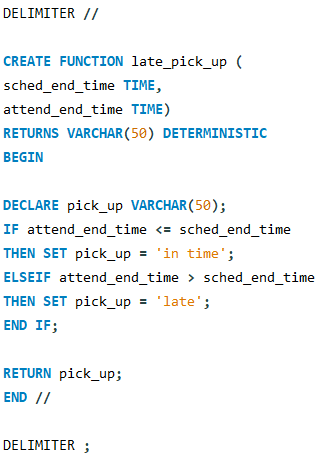 DELIMITER //
CREATE FUNCTION late_pick_up (
sched_end_time TIME,
attend_end_time TIME)
RETURNS VARCHAR(50) DETERMINISTIC
BEGIN
DECLARE pick_up VARCHAR(50);
IF attend_end_time <= sched_end_time
THEN SET pick_up = 'in time';
ELSEIF attend_end_time > sched_end_time
THEN SET pick_up = 'late';
END IF;
RETURN pick_up;
END //
DELIMITER ;